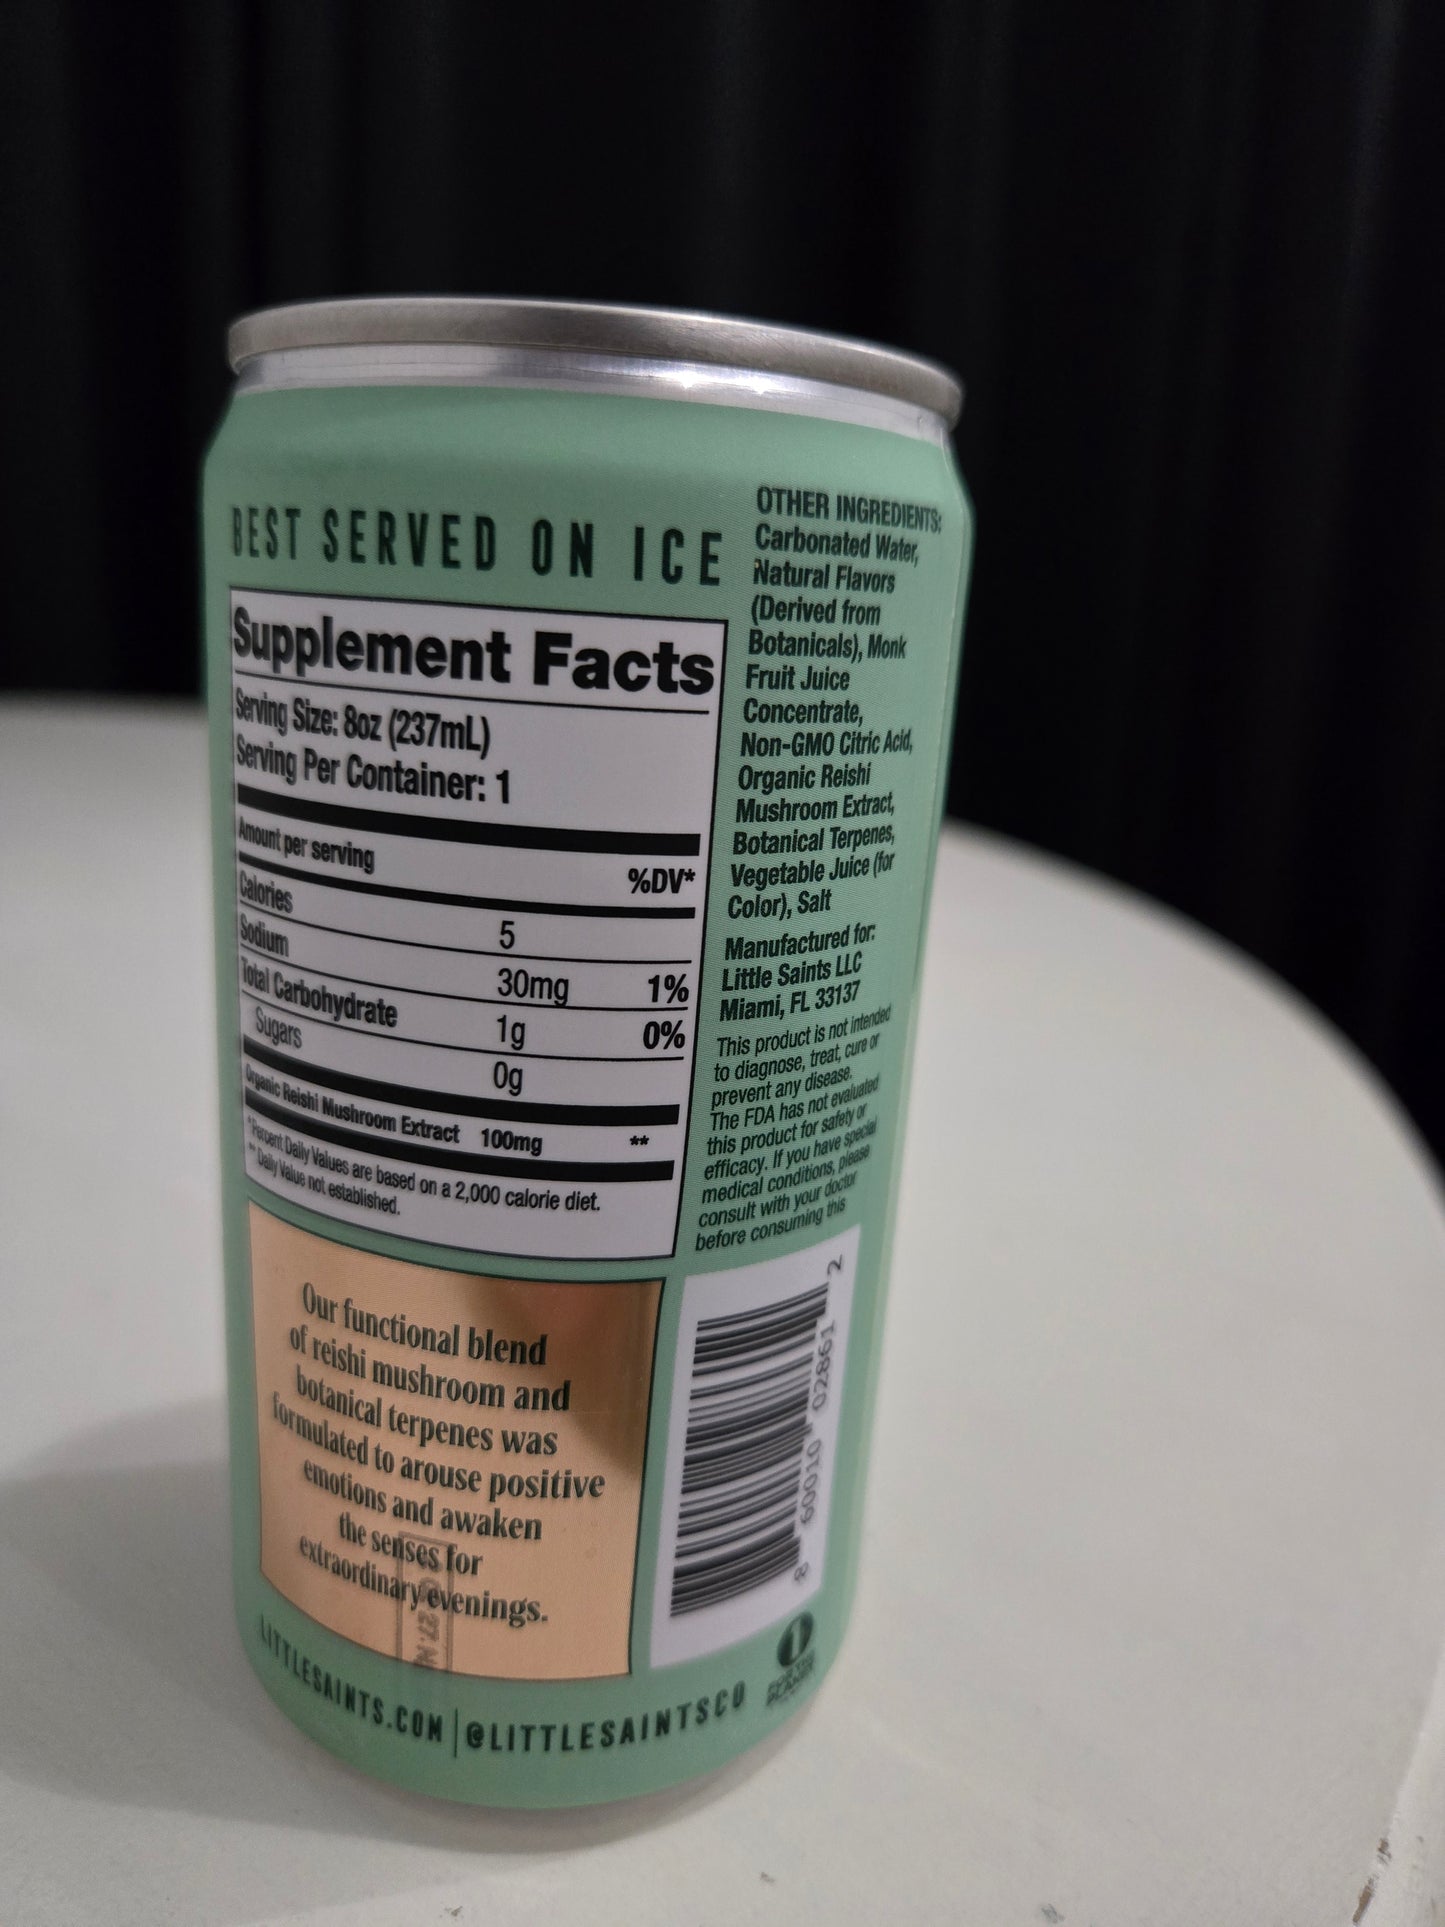 BEST SERVED ON ICE
Supplement Facts
Serving Size: 8oz (237mL)
Serving Per Container: 1
Amount per serving
%DV*
Calories 5
Sodium 30mg 1%
Total Carbohydrate 1g 0%
Sugars 0g
Organic Reishi Mushroom Extract 100mg **
*Percent Daily Values are based on a 2,000 calorie diet.
** Daily Value not established.
Our functional blend
of reishi mushroom and
botanical terpenes was
formulated to arouse positive
emotions and awaken
the senses for
extraordinary evenings.
LITTLESAINTS.COM | @LITTLESAINTSCO
OTHER INGREDIENTS:
Carbonated Water,
Natural Flavors
(Derived from
Botanicals), Monk
Fruit Juice
Concentrate,
Non-GMO Citric Acid,
Organic Reishi
Mushroom Extract,
Botanical Terpenes,
Vegetable Juice (for
Color), Salt
Manufactured for:
Little Saints LLC
Miami, FL 33137
This product is not intended
to diagnose, treat, cure or
prevent any disease.
The FDA has not evaluated
this product for safety or
efficacy. If you have special
medical conditions, please
consult with your doctor
before consuming this
8 60010 02861 2